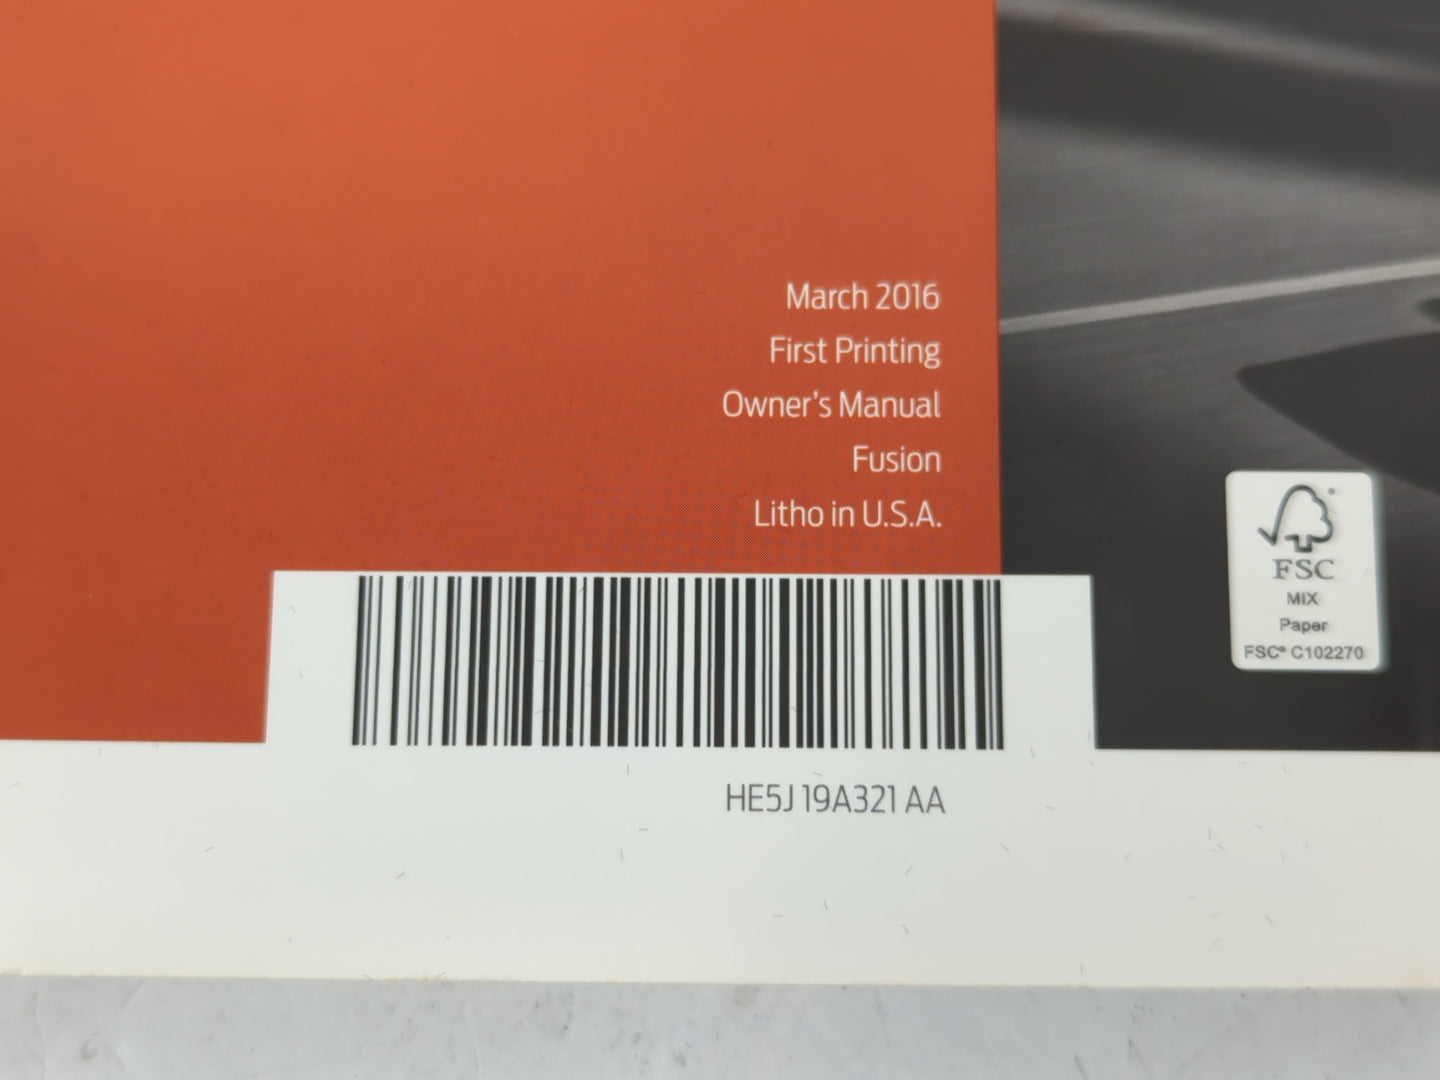 March 2016
First Printing
Owner's Manual
Fusion
Litho in U.S.A.
FSC
MIX
Paper
FSC® C102270
HE5J 19A321 AA